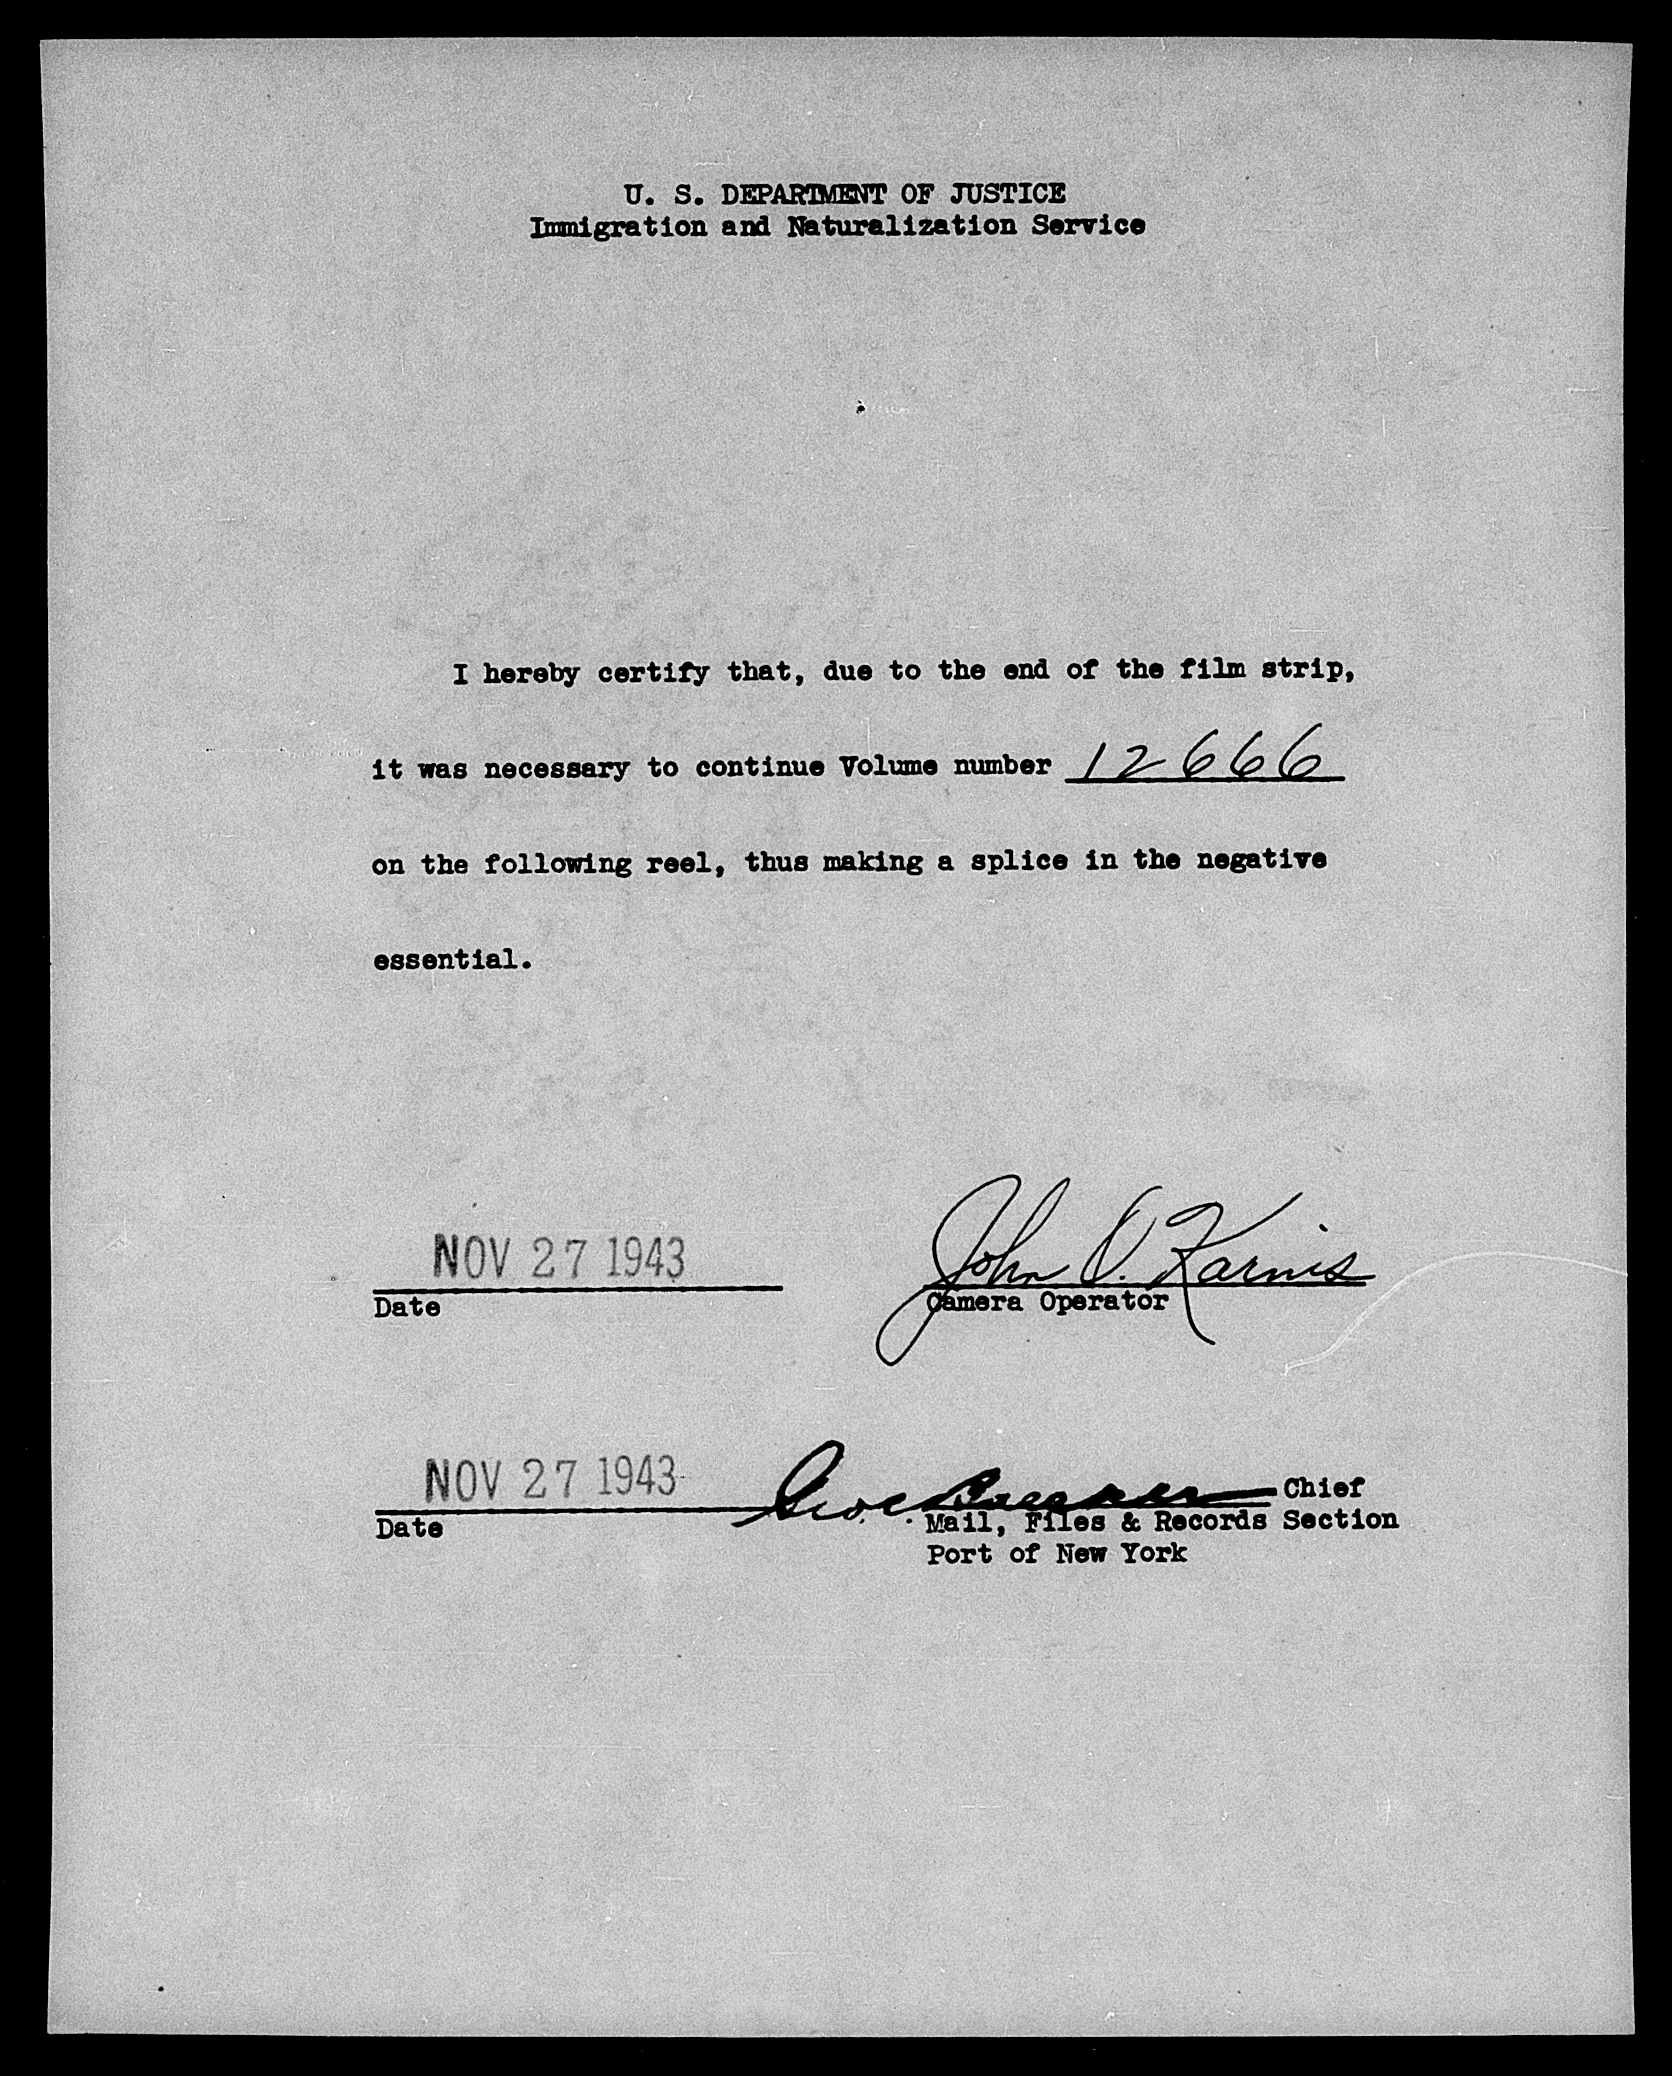 U. S. DEPARTMENT OF JUSTICE
Immigration and Naturalization Service
I hereby certify that, due to the end of the film strip,
it was necessary to continue Volume number 12666
on the following reel, thus making a splice in the negative
essential.
NOV 27 1943 John O. Karnis
Date Camera Operator
NOV 27 1943 Geo. Chief
Date Mail, Files & Records Section
Port of New York